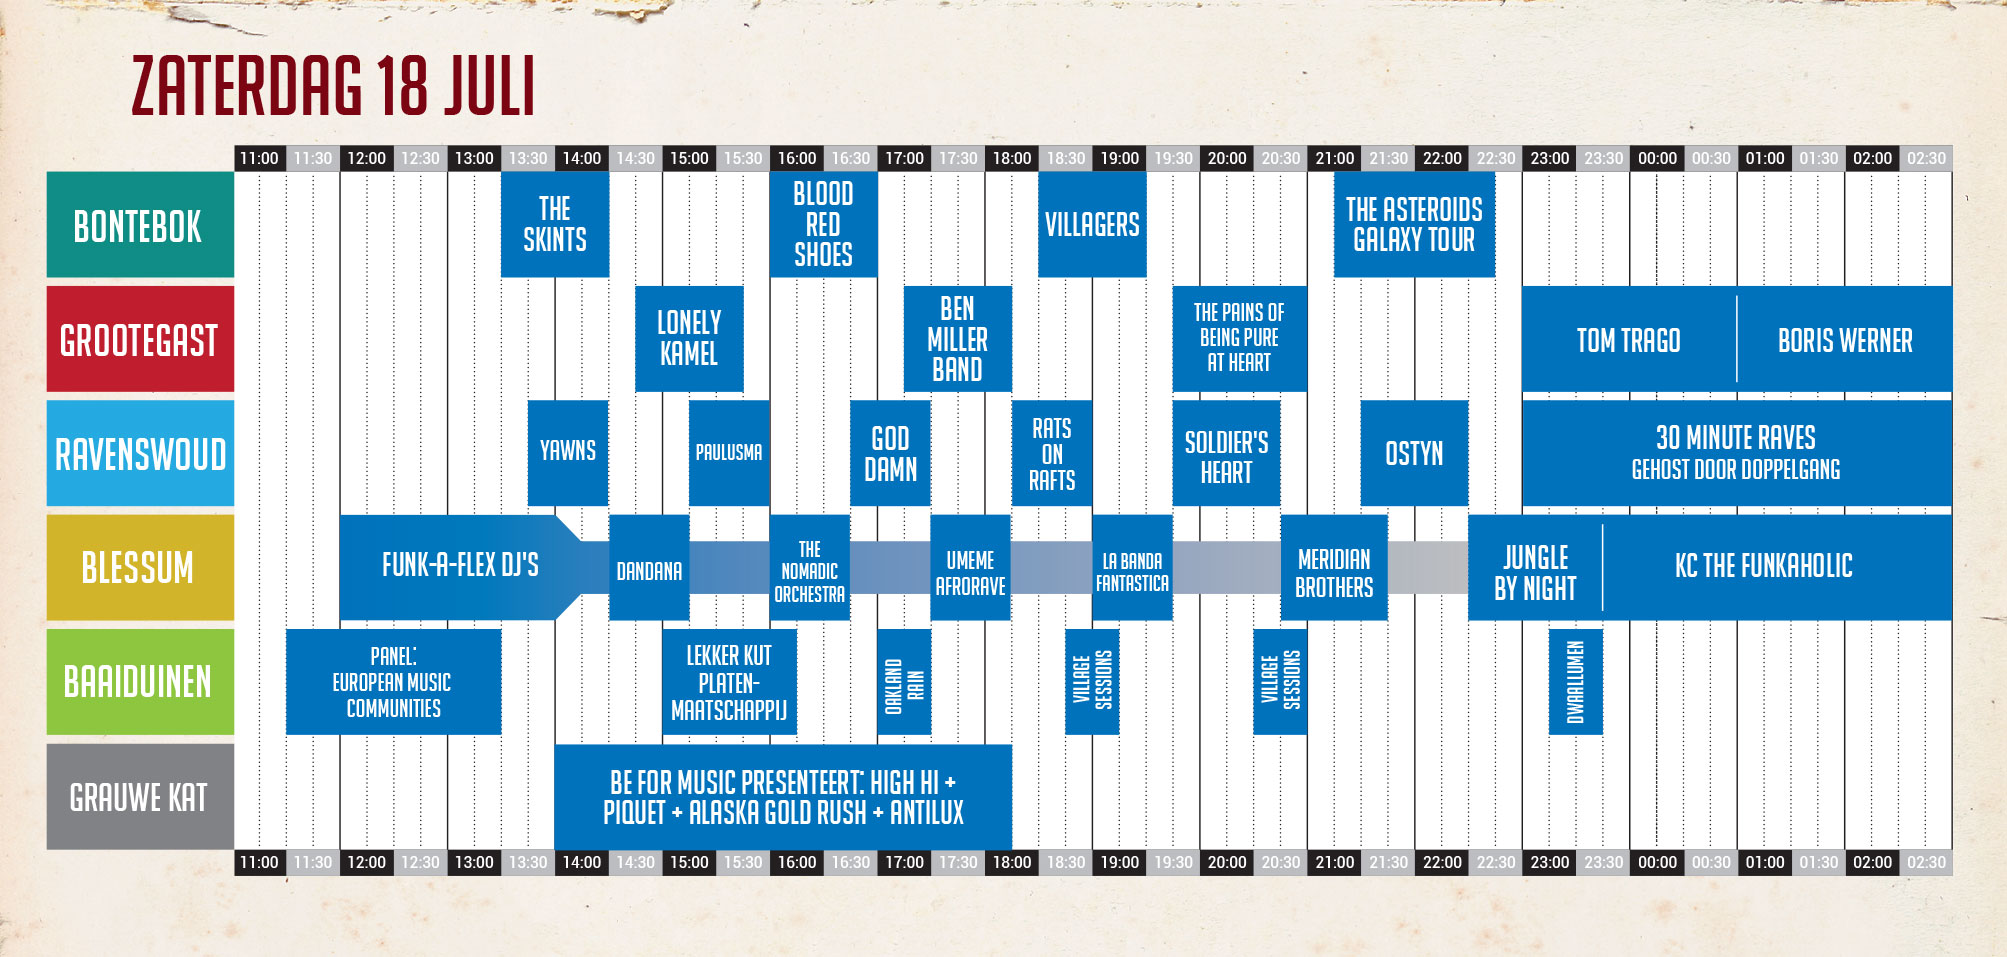 ZATERDAG 18 JULI
11:00 11:30 12:00 12:30 13:00 13:30 14:00 14:30 15:00 15:30 16:00 16:30 17:00 17:30 18:00 18:30 19:00 19:30 20:00 20:30 21:00 21:30 22:00 22:30 23:00 23:30 00:00 00:30 01:00 01:30 02:00 02:30
BONTEBOK
THE
SKINTS
BLOOD
RED
SHOES
VILLAGERS
THE ASTEROIDS
GALAXY TOUR
GROOTEGAST
LONELY
KAMEL
BEN
MILLER
BAND
THE PAINS OF
BEING PURE
AT HEART
TOM TRAGO
BORIS WERNER
RAVENSWOUD
YAWNS
PAULUSMA
GOD
DAMN
RATS
ON
RAFTS
SOLDIER'S
HEART
OSTYN
30 MINUTE RAVES
GEHOST DOOR DOPPELGANG
BLESSUM
FUNK-A-FLEX DJ'S
DANDANA
THE
NOMADIC
ORCHESTRA
UMEME
AFRORAVE
LA BANDA
FANTASTICA
MERIDIAN
BROTHERS
JUNGLE
BY NIGHT
KC THE FUNKAHOLIC
BAAIDUINEN
PANEL:
EUROPEAN MUSIC
COMMUNITIES
LEKKER KUT
PLATEN-
MAATSCHAPPIJ
OAKLAND
RAIN
VILLAGE
SESSIONS
VILLAGE
SESSIONS
DWAALLUMEN
GRAUWE KAT
BE FOR MUSIC PRESENTEERT: HIGH HI +
PIQUET + ALASKA GOLD RUSH + ANTILUX
11:00 11:30 12:00 12:30 13:00 13:30 14:00 14:30 15:00 15:30 16:00 16:30 17:00 17:30 18:00 18:30 19:00 19:30 20:00 20:30 21:00 21:30 22:00 22:30 23:00 23:30 00:00 00:30 01:00 01:30 02:00 02:30